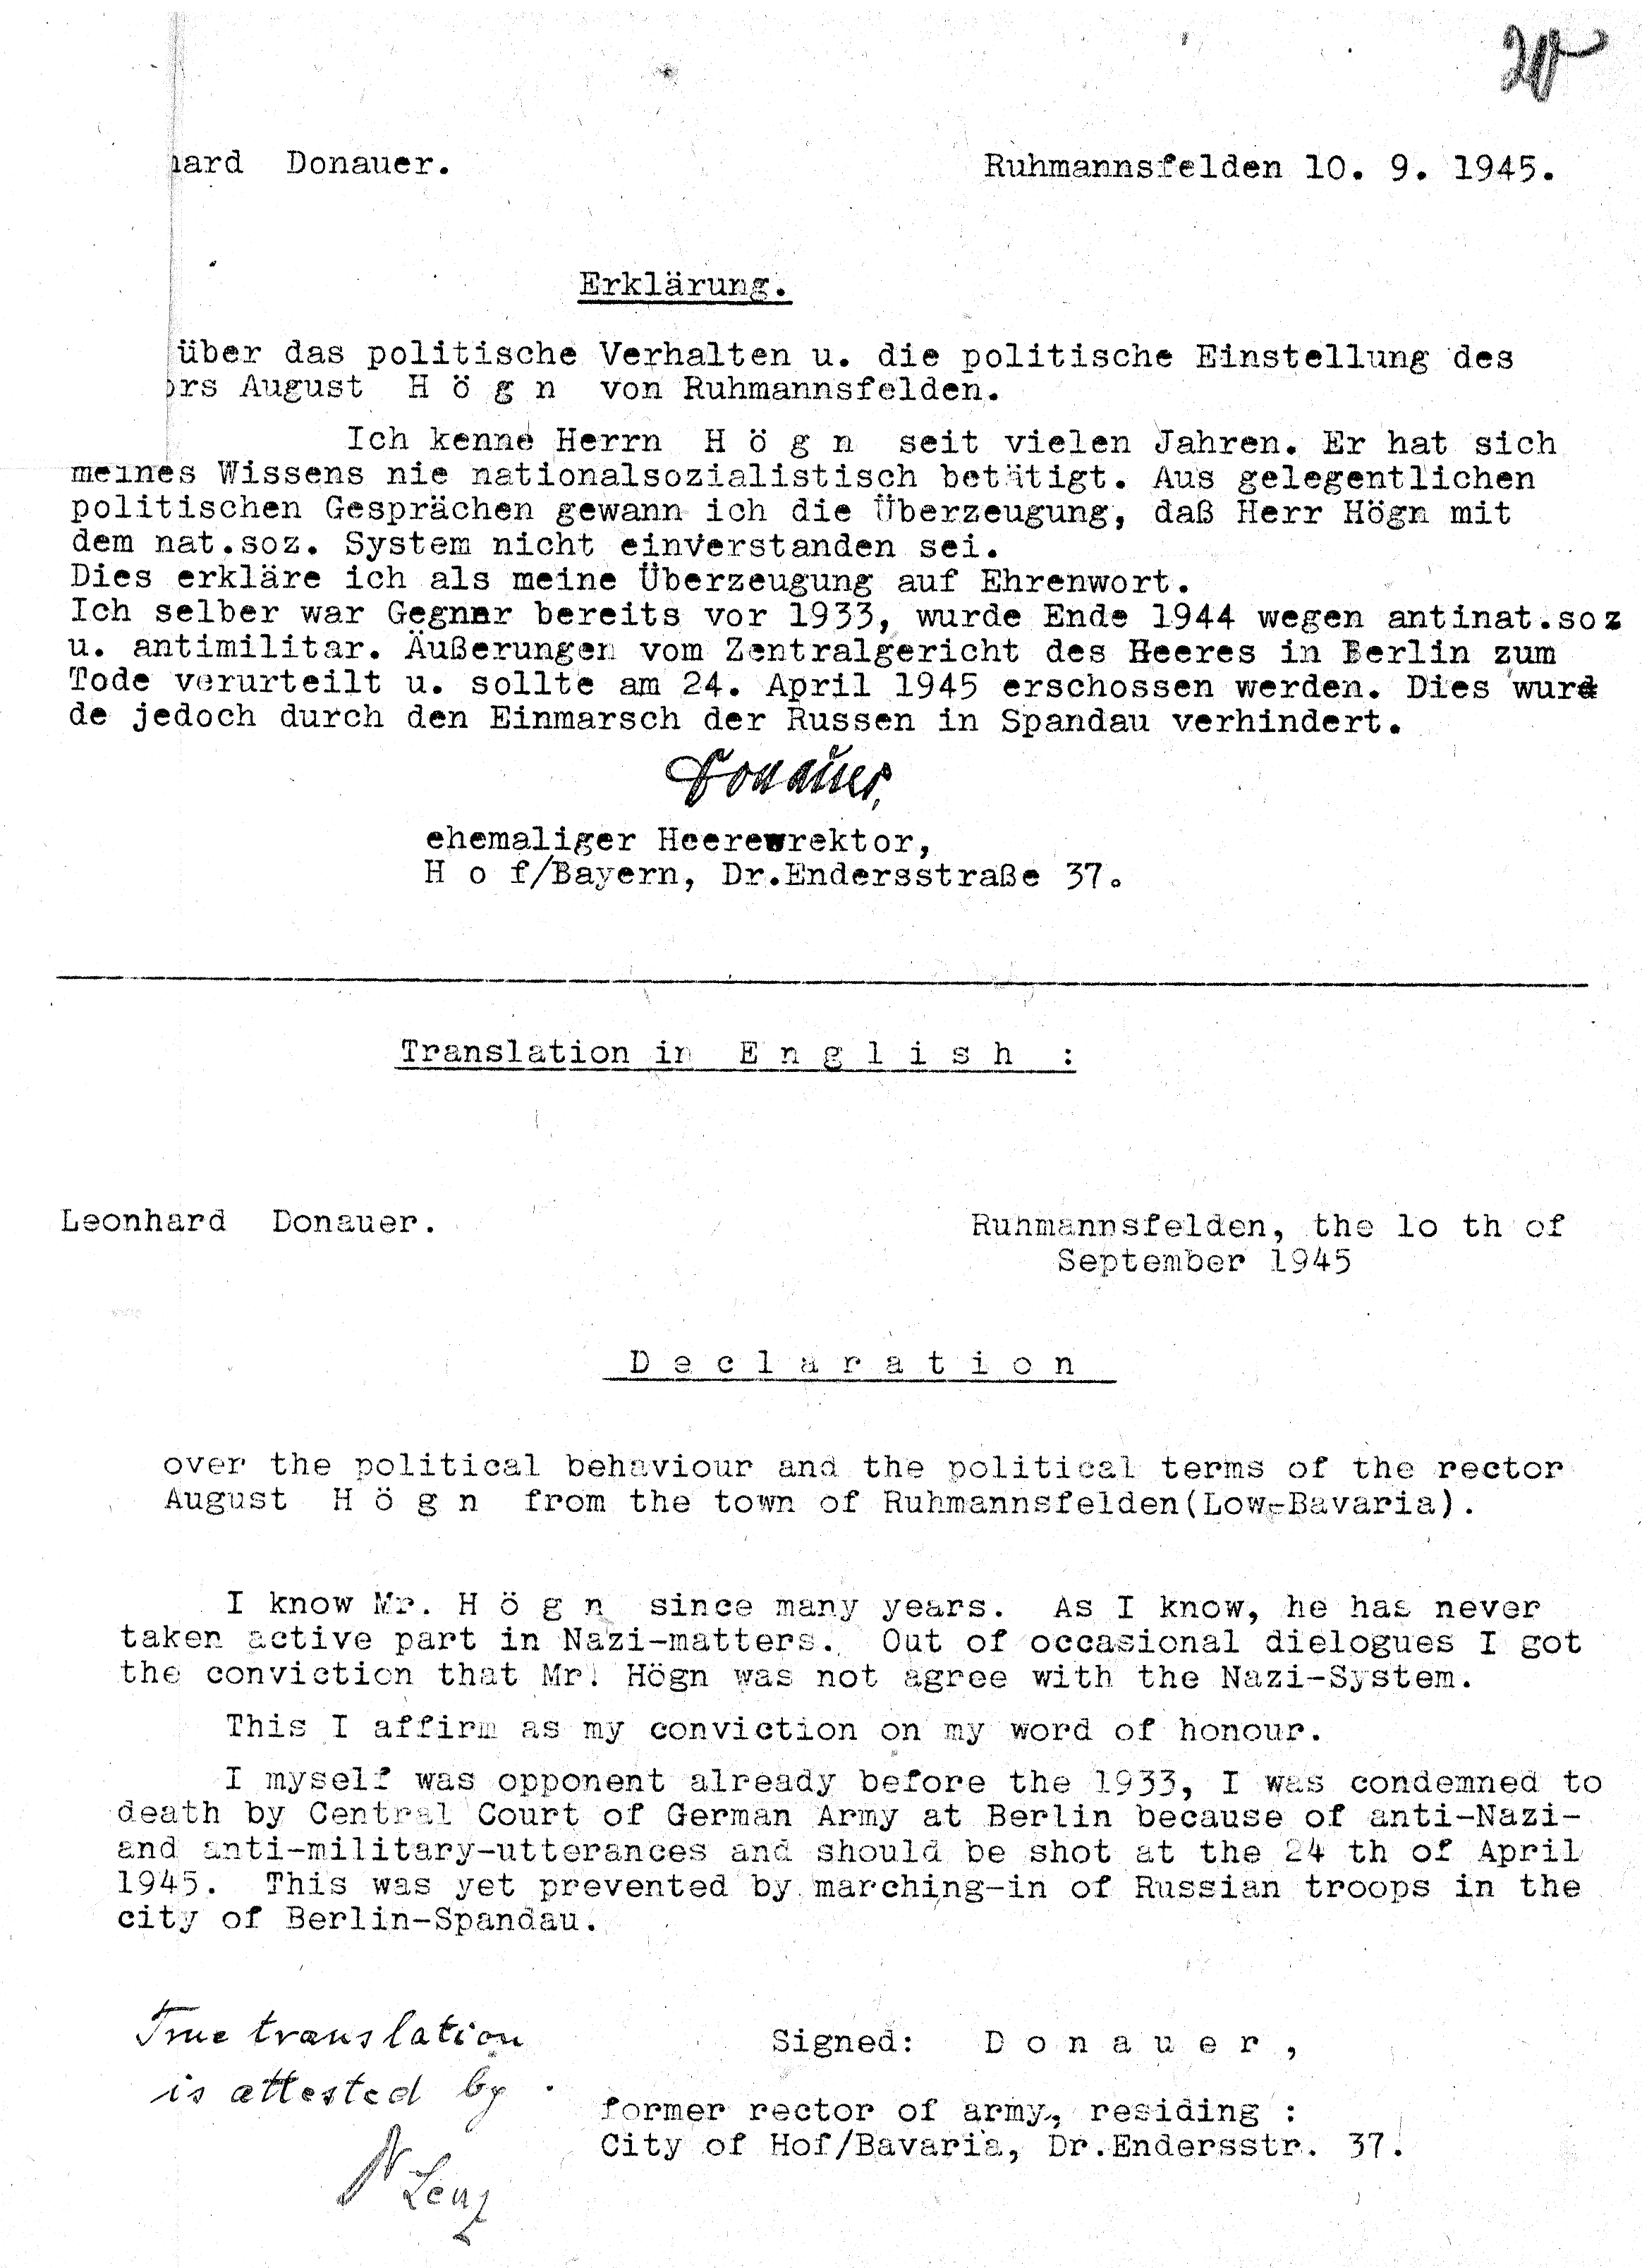 hard Donauer. Ruhmannsfelden 10. 9. 1945.
Erklärung.
über das politische Verhalten u. die politische Einstellung des
ors August H ö g n von Ruhmannsfelden.
Ich kenne Herrn H ö g n seit vielen Jahren. Er hat sich
meines Wissens nie nationalsozialistisch betätigt. Aus gelegentlichen
politischen Gesprächen gewann ich die Überzeugung, daß Herr Högn mit
dem nat.soz. System nicht einverstanden sei.
Dies erkläre ich als meine Überzeugung auf Ehrenwort.
Ich selber war Gegner bereits vor 1933, wurde Ende 1944 wegen antinat.soz
u. antimilitar. Äußerungen vom Zentralgericht des Heeres in Berlin zum
Tode verurteilt u. sollte am 24. April 1945 erschossen werden. Dies wur
de jedoch durch den Einmarsch der Russen in Spandau verhindert.
Donauer,
ehemaliger Heeresrektor,
H o f/Bayern, Dr.Endersstraße 37.
Translation in E n g l i s h :
Leonhard Donauer. Ruhmannsfelden, the lo th of
September 1945
D e c l a r a t i o n
over the political behaviour and the political terms of the rector
August H ö g n from the town of Ruhmannsfelden(Low-Bavaria).
I know Mr. H ö g n since many years. As I know, he has never
taken active part in Nazi-matters. Out of occasional dielogues I got
the conviction that Mr. Högn was not agree with the Nazi-System.
This I affirm as my conviction on my word of honour.
I myself was opponent already before the 1933, I was condemned to
death by Central Court of German Army at Berlin because of anti-Nazi-
and anti-military-utterances and should be shot at the 24 th of April
1945. This was yet prevented by marching-in of Russian troops in the
city of Berlin-Spandau.
True translation
is attested by
Signed: D o n a u e r ,
former rector of army, residing :
City of Hof/Bavaria, Dr.Endersstr. 37.
N Lenz